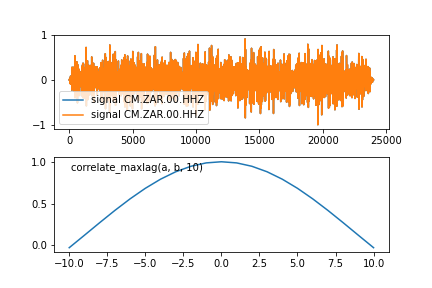 1
0
−1
signal CM.ZAR.00.HHZ
signal CM.ZAR.00.HHZ
0 5000 10000 15000 20000 25000
1.0
0.5
0.0
correlate_maxlag(a, b, 10)
−10.0 −7.5 −5.0 −2.5 0.0 2.5 5.0 7.5 10.0